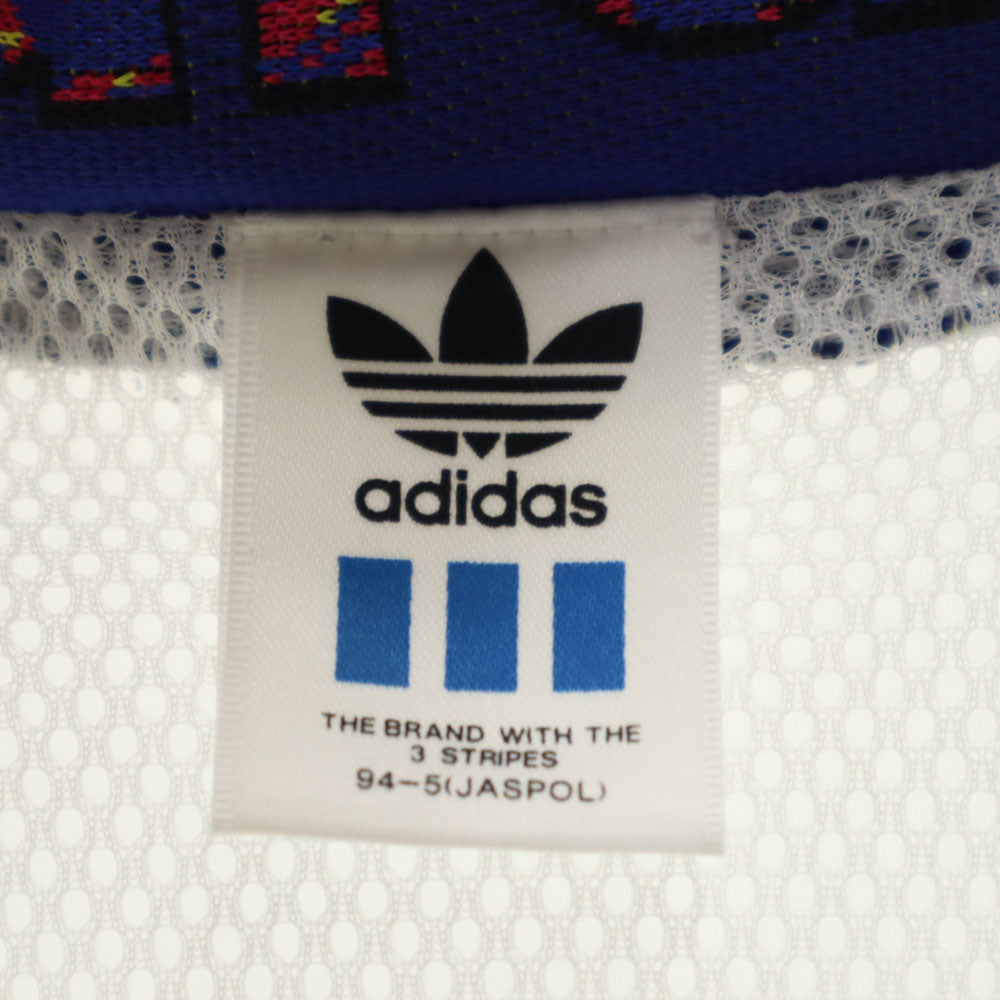 adidas
THE BRAND WITH THE
3 STRIPES
94-5(JASPOL)